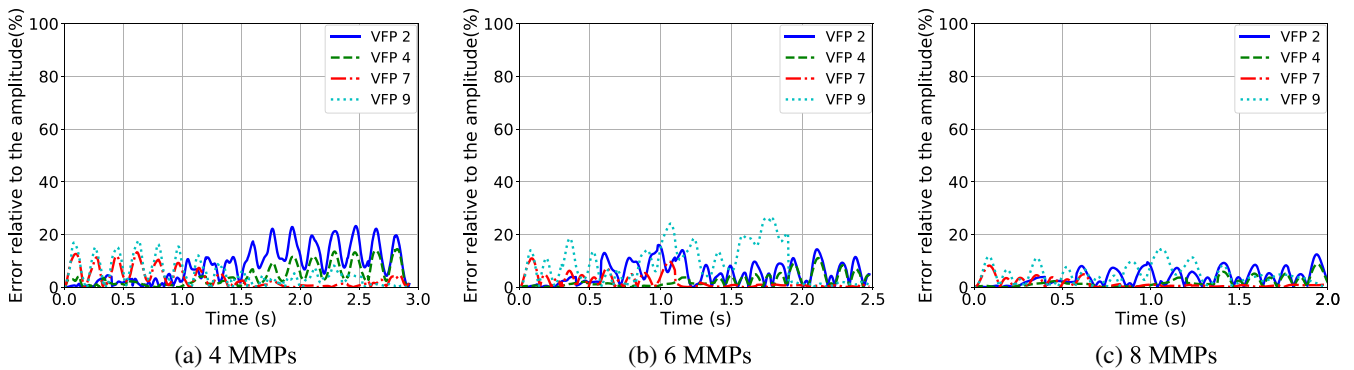 Error relative to the amplitude(%)
100
80
60
40
20
0
0.0 0.5 1.0 1.5 2.0 2.5 3.0
Time (s)
VFP 2
VFP 4
VFP 7
VFP 9
(a) 4 MMPs
Error relative to the amplitude(%)
100
80
60
40
20
0
0.0 0.5 1.0 1.5 2.0 2.5
Time (s)
VFP 2
VFP 4
VFP 7
VFP 9
(b) 6 MMPs
Error relative to the amplitude(%)
100
80
60
40
20
0
0.0 0.5 1.0 1.5 2.0
Time (s)
VFP 2
VFP 4
VFP 7
VFP 9
(c) 8 MMPs